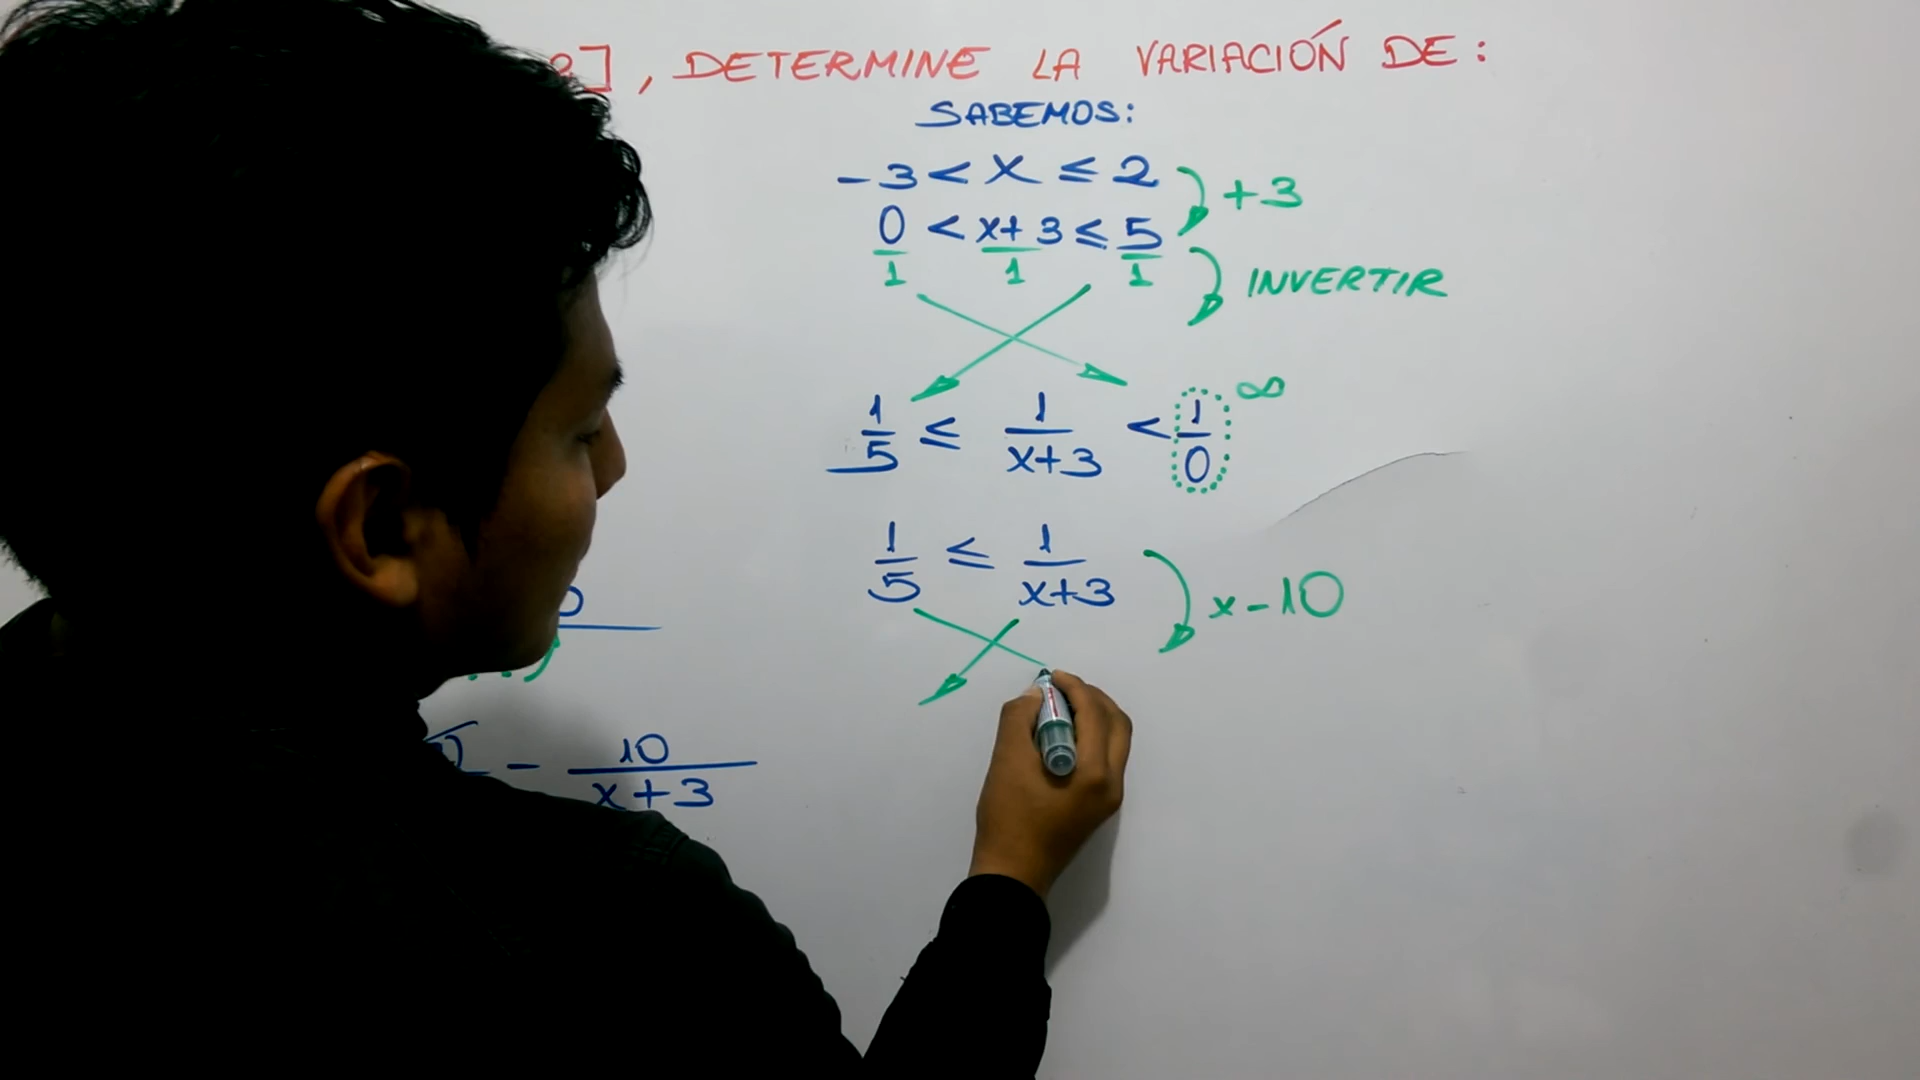 2], DETERMINE LA VARIACIÓN DE:
SABEMOS:
-3 < x ≤ 2
+3
0/1 < x+3/1 ≤ 5/1
INVERTIR
1/5 ≤ 1/x+3 < 1/0 ∞
1/5 ≤ 1/x+3
x-10
- 10/x+3